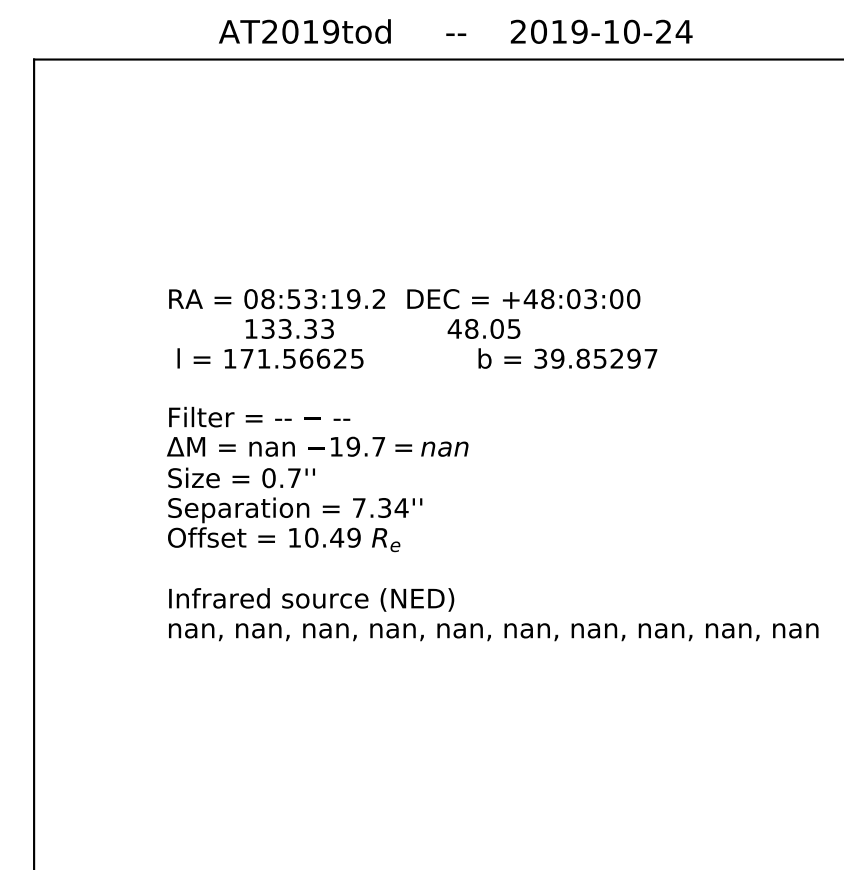 AT2019tod -- 2019-10-24
RA = 08:53:19.2 DEC = +48:03:00
133.33 48.05
l = 171.56625 b = 39.85297
Filter = -- − --
ΔM = nan −19.7 = nan
Size = 0.7''
Separation = 7.34''
Offset = 10.49 Re
Infrared source (NED)
nan, nan, nan, nan, nan, nan, nan, nan, nan, nan